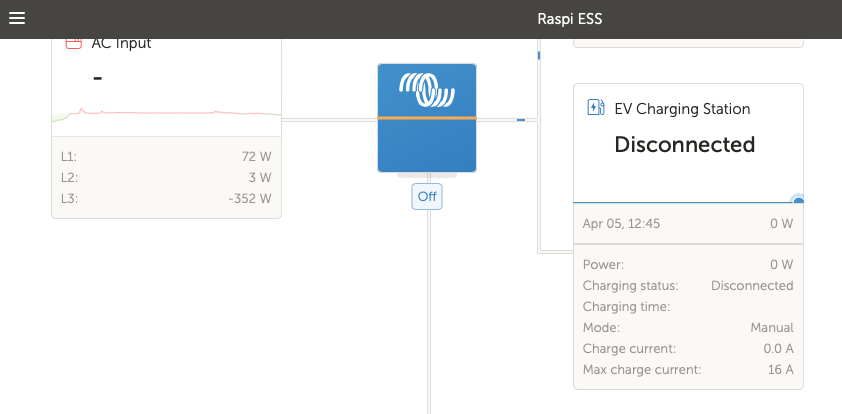 Raspi ESS
AC Input
-
L1: 72 W
L2: 3 W
L3: -352 W
Off
EV Charging Station
Disconnected
Apr 05, 12:45 0 W
Power: 0 W
Charging status: Disconnected
Charging time:
Mode: Manual
Charge current: 0.0 A
Max charge current: 16 A